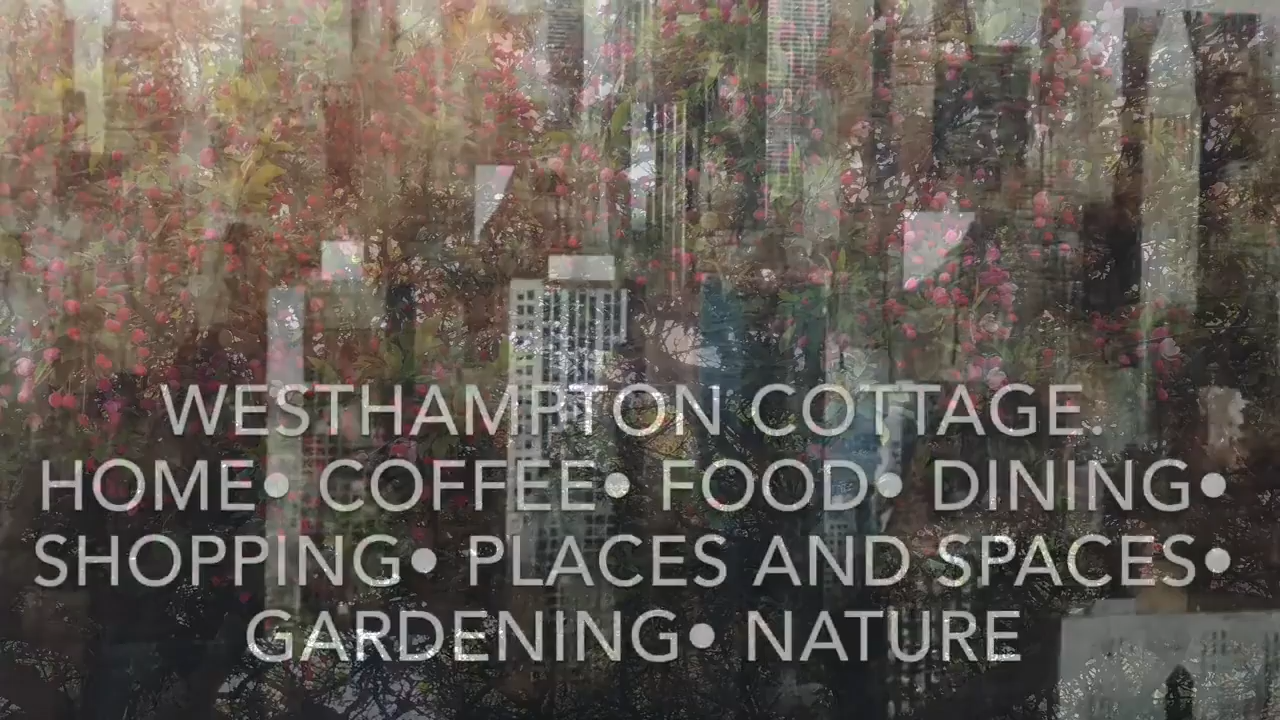 WESTHAMPTON COTTAGE.
HOME• COFFEE• FOOD• DINING•
SHOPPING• PLACES AND SPACES•
GARDENING• NATURE